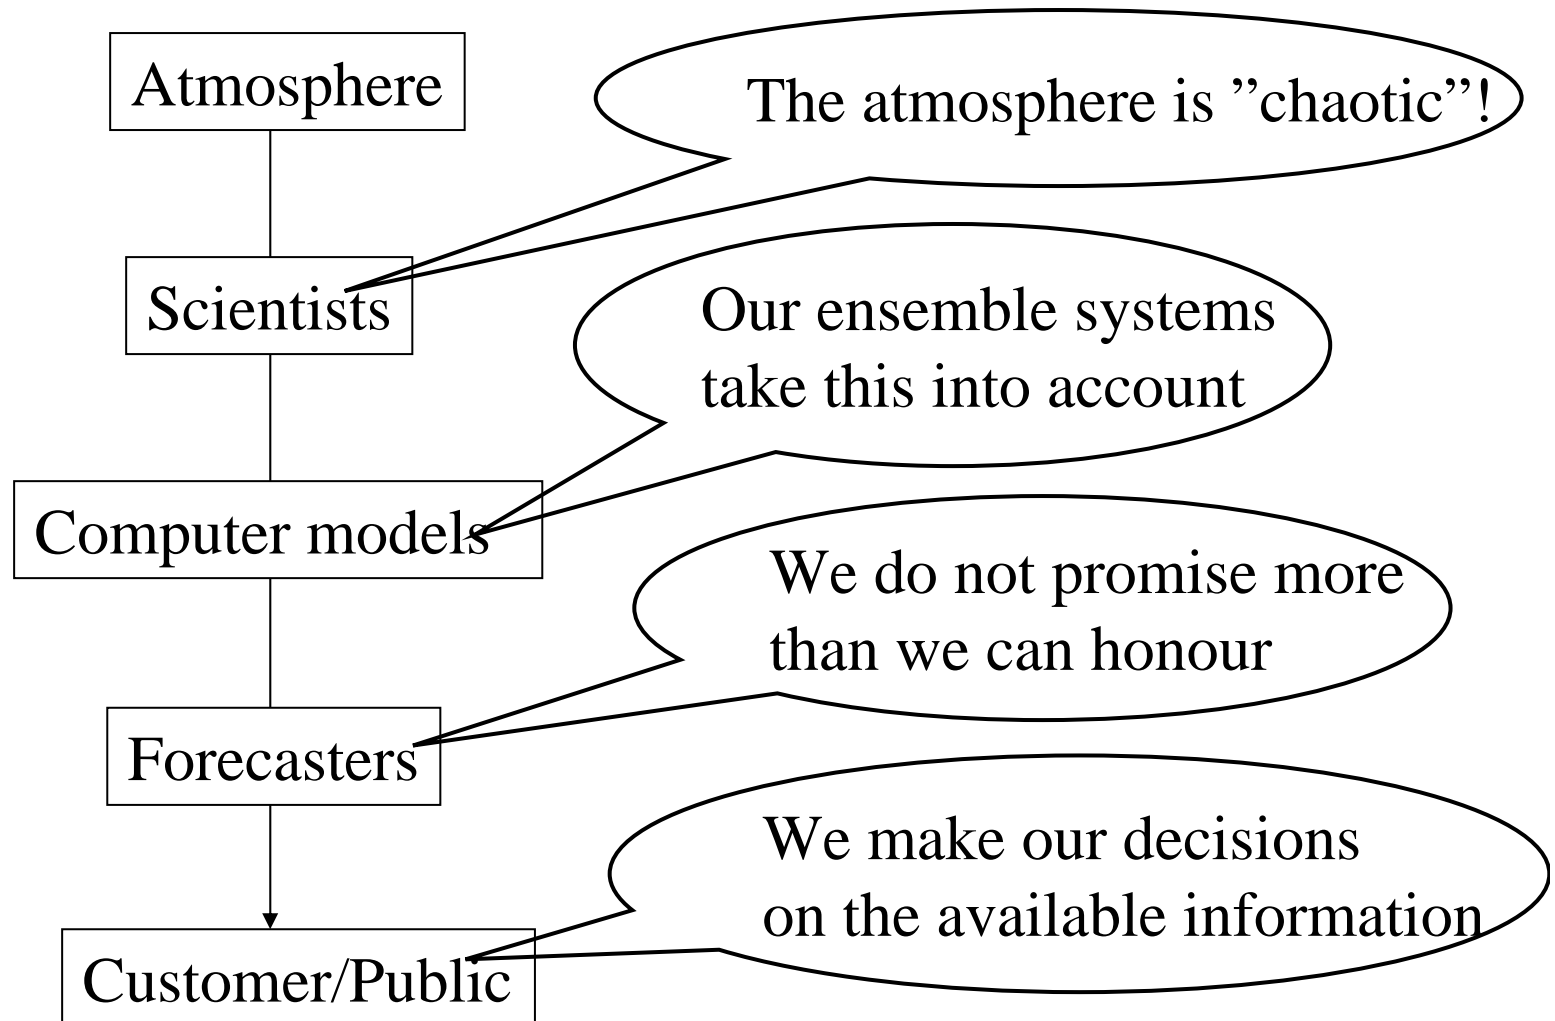 Atmosphere
The atmosphere is ”chaotic”!
Scientists
Our ensemble systems
take this into account
Computer models
We do not promise more
than we can honour
Forecasters
We make our decisions
on the available information
Customer/Public